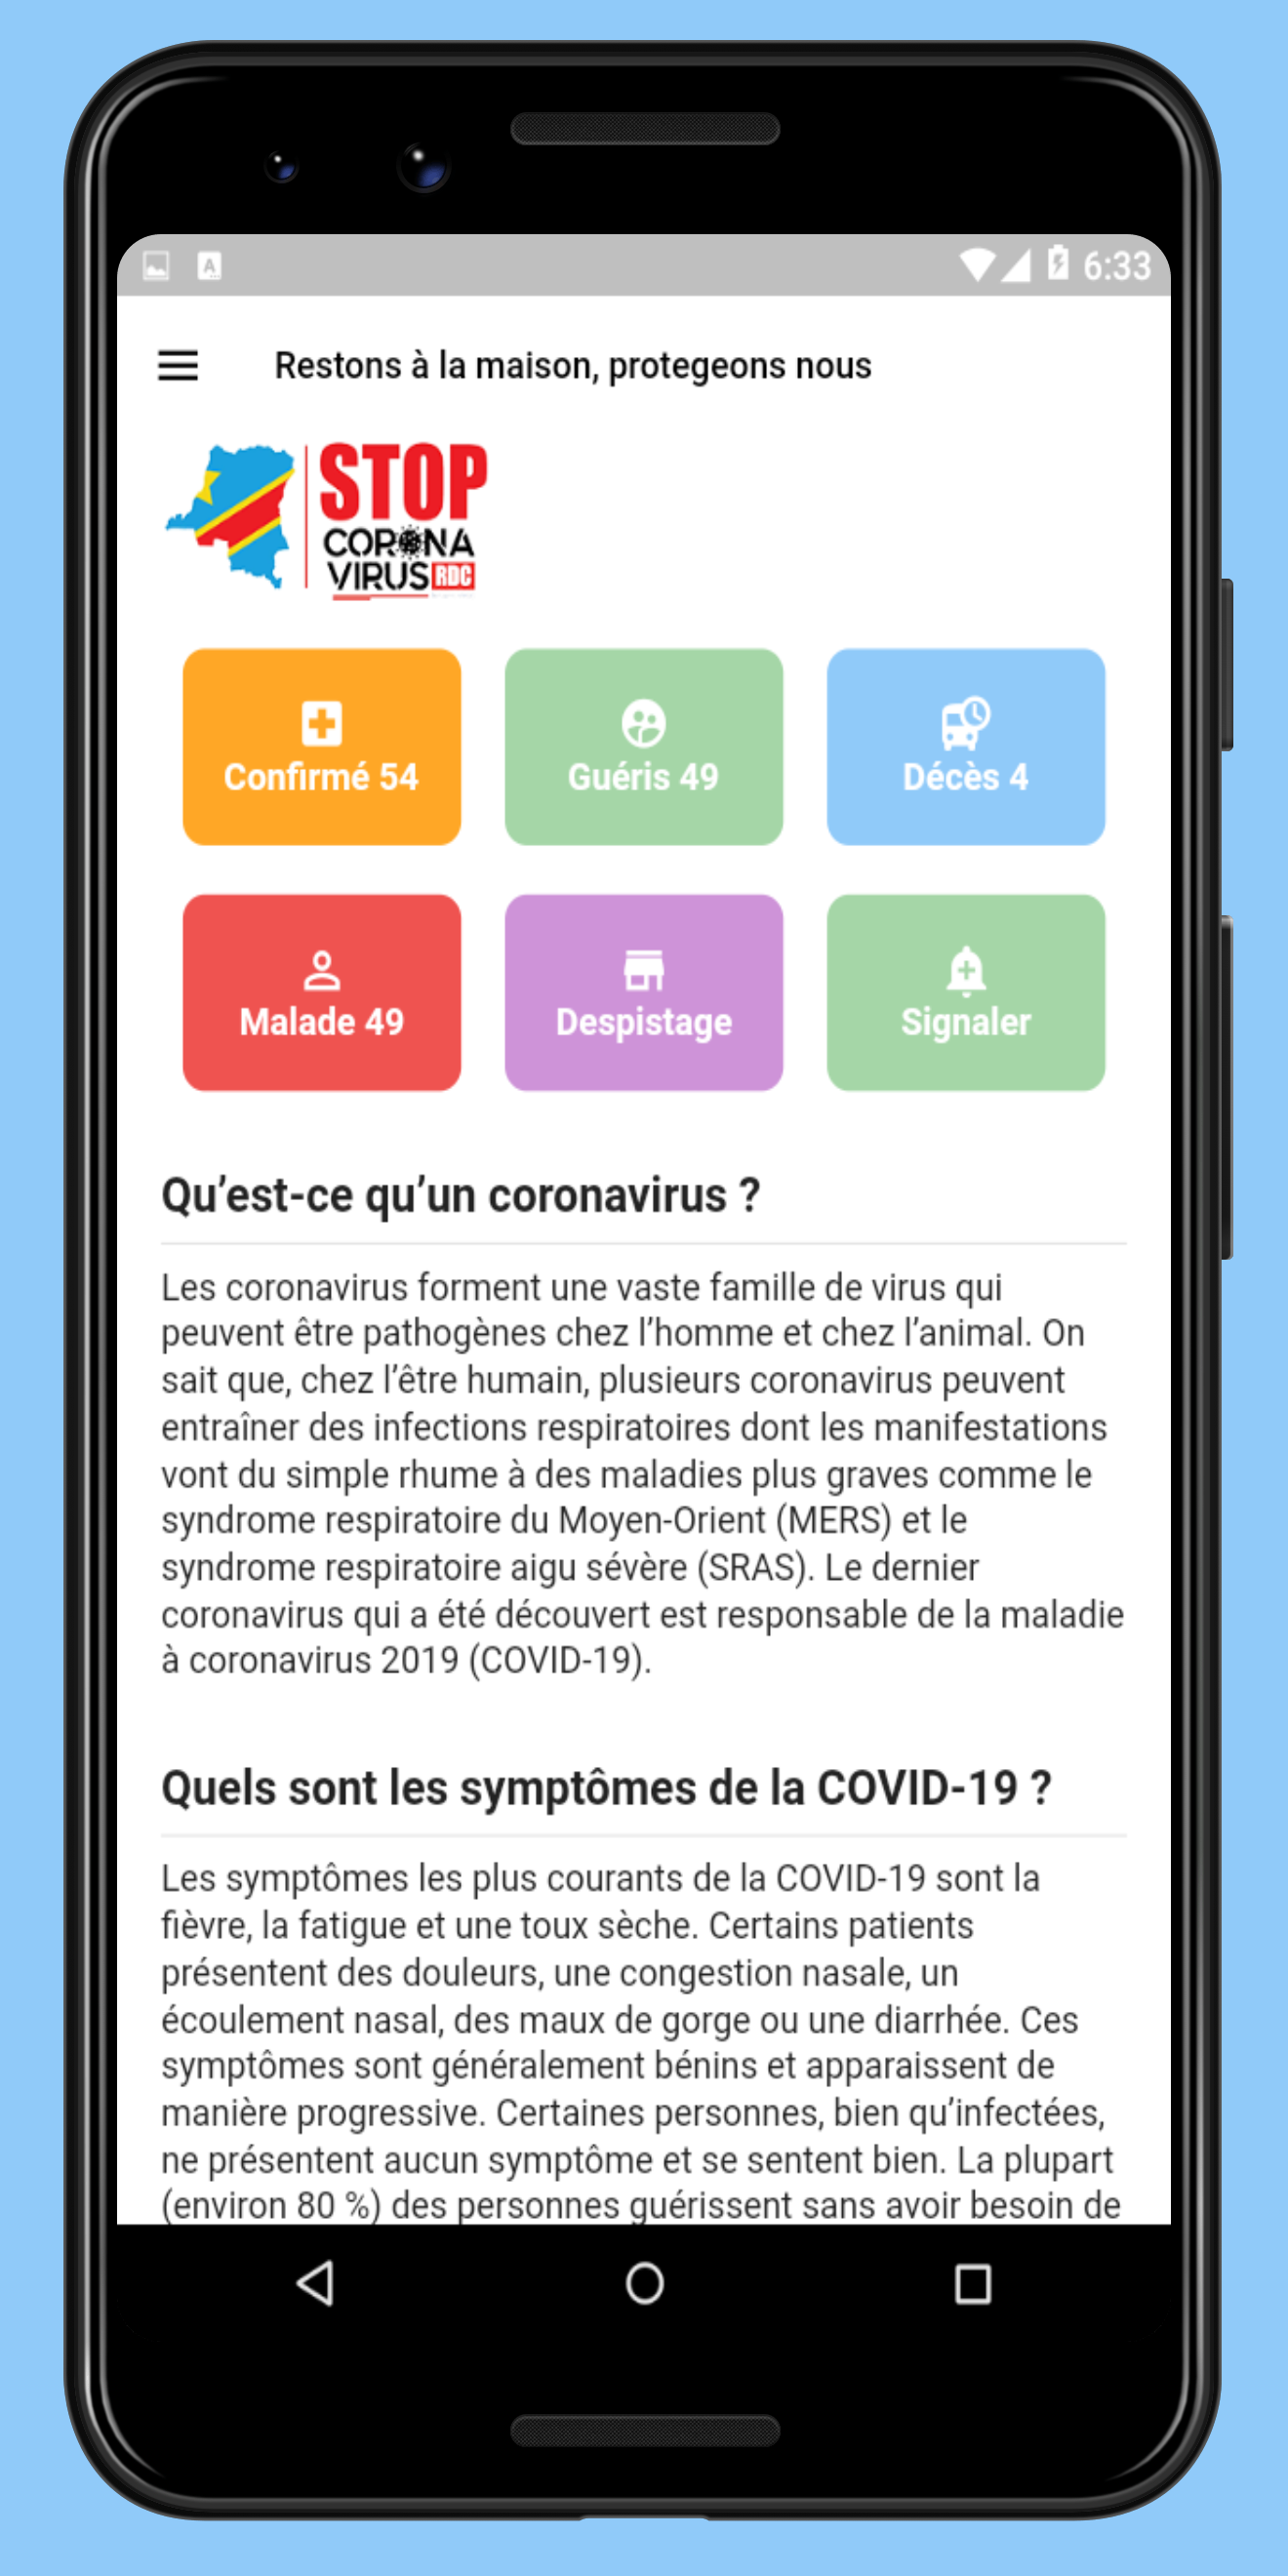 6:33
Restons à la maison, protegeons nous
STOP
CORONA
VIRUS RDC
Confirmé 54
Guéris 49
Décès 4
Malade 49
Despistage
Signaler
Qu’est-ce qu’un coronavirus ?
Les coronavirus forment une vaste famille de virus qui
peuvent être pathogènes chez l’homme et chez l’animal. On
sait que, chez l’être humain, plusieurs coronavirus peuvent
entraîner des infections respiratoires dont les manifestations
vont du simple rhume à des maladies plus graves comme le
syndrome respiratoire du Moyen-Orient (MERS) et le
syndrome respiratoire aigu sévère (SRAS). Le dernier
coronavirus qui a été découvert est responsable de la maladie
à coronavirus 2019 (COVID-19).
Quels sont les symptômes de la COVID-19 ?
Les symptômes les plus courants de la COVID-19 sont la
fièvre, la fatigue et une toux sèche. Certains patients
présentent des douleurs, une congestion nasale, un
écoulement nasal, des maux de gorge ou une diarrhée. Ces
symptômes sont généralement bénins et apparaissent de
manière progressive. Certaines personnes, bien qu’infectées,
ne présentent aucun symptôme et se sentent bien. La plupart
(environ 80 %) des personnes guérissent sans avoir besoin de